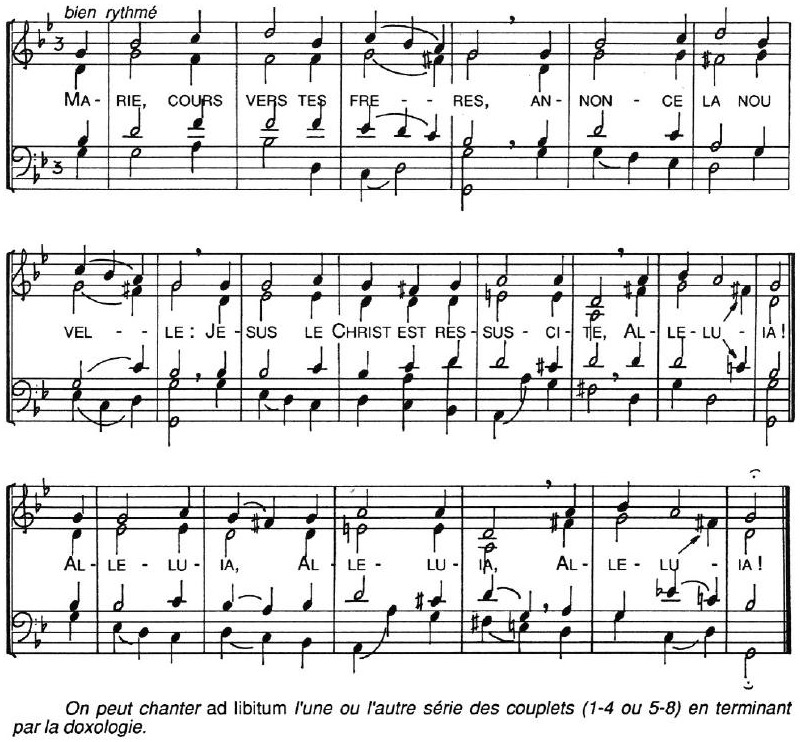 bien rythmé
MA- RIE, COURS VERS TES FRE - - RES, AN- NON - CE LA NOU
VEL - - LE : JE- SUS LE CHRIST EST RES- SUS- CI- TE, AL- LE- LU - IA !
AL- LE- LU- IA, AL- LE- LU- IA, AL- LE- LU - IA !
On peut chanter ad libitum l'une ou l'autre série des couplets (1-4 ou 5-8) en terminant
par la doxologie.